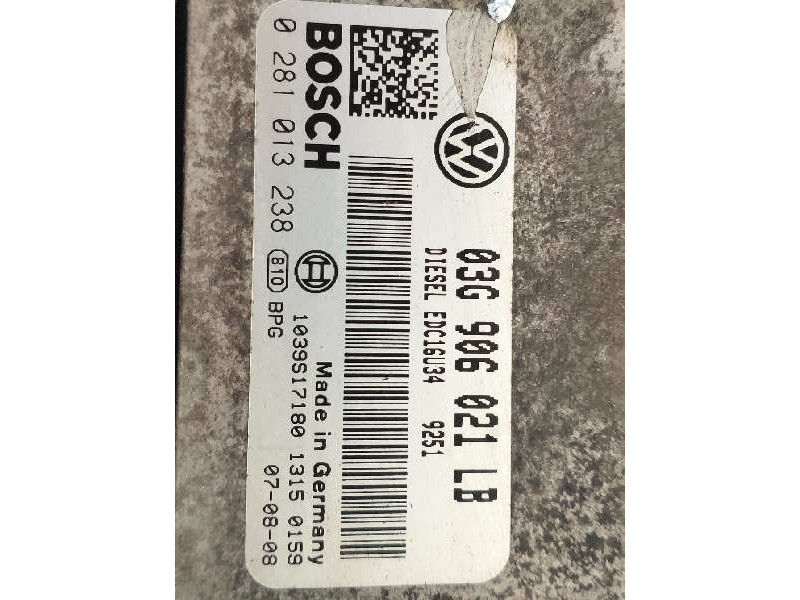 03G 906 021 LB
DIESEL EDC16U34 9251
BOSCH
0 281 013 238
810 BPG
Made in Germany
1039S17180 1315 0159
07-08-08